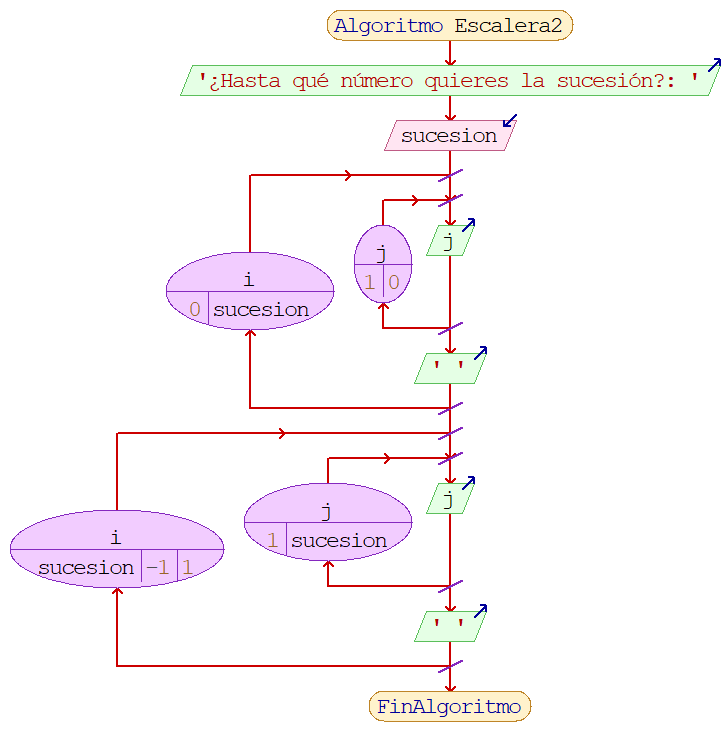 Algoritmo Escalera2
'¿Hasta qué número quieres la sucesión?: '
sucesion
j
j
1 0
i
0 sucesion
' '
j
j
1 sucesion
i
sucesion -1 1
' '
FinAlgoritmo